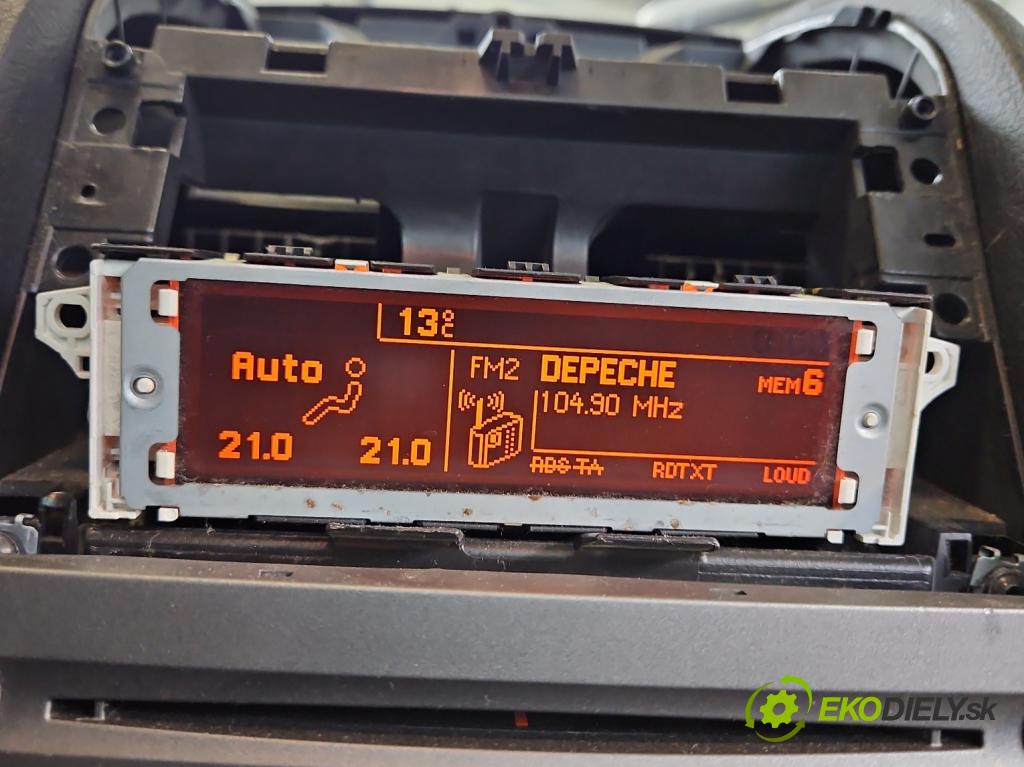 13°C
Auto
FM2 DEPECHE MEM6
104.90 MHz
21.0 21.0
RDS TA RDTXT LOUD
EKODIELY.sk